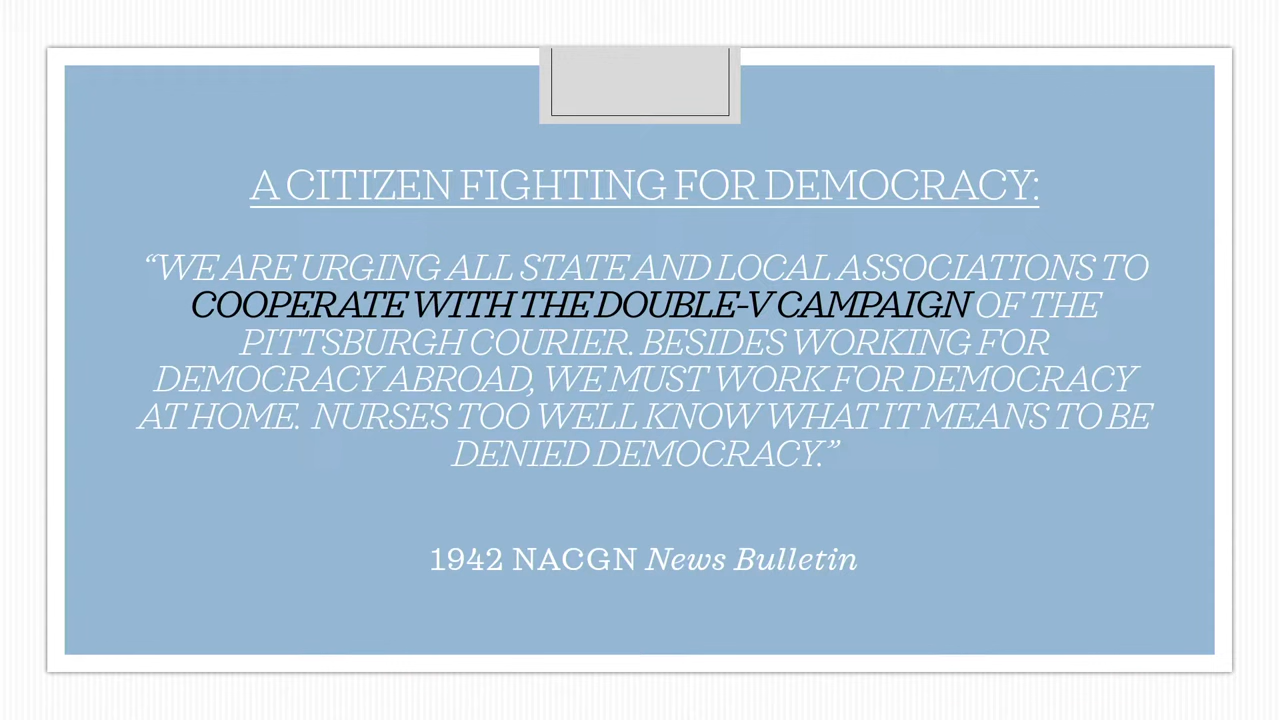 A CITIZEN FIGHTING FOR DEMOCRACY:
“WE ARE URGING ALL STATE AND LOCAL ASSOCIATIONS TO
COOPERATE WITH THE DOUBLE-V CAMPAIGN OF THE
PITTSBURGH COURIER. BESIDES WORKING FOR
DEMOCRACY ABROAD, WE MUST WORK FOR DEMOCRACY
AT HOME. NURSES TOO WELL KNOW WHAT IT MEANS TO BE
DENIED DEMOCRACY.”
1942 NACGN News Bulletin